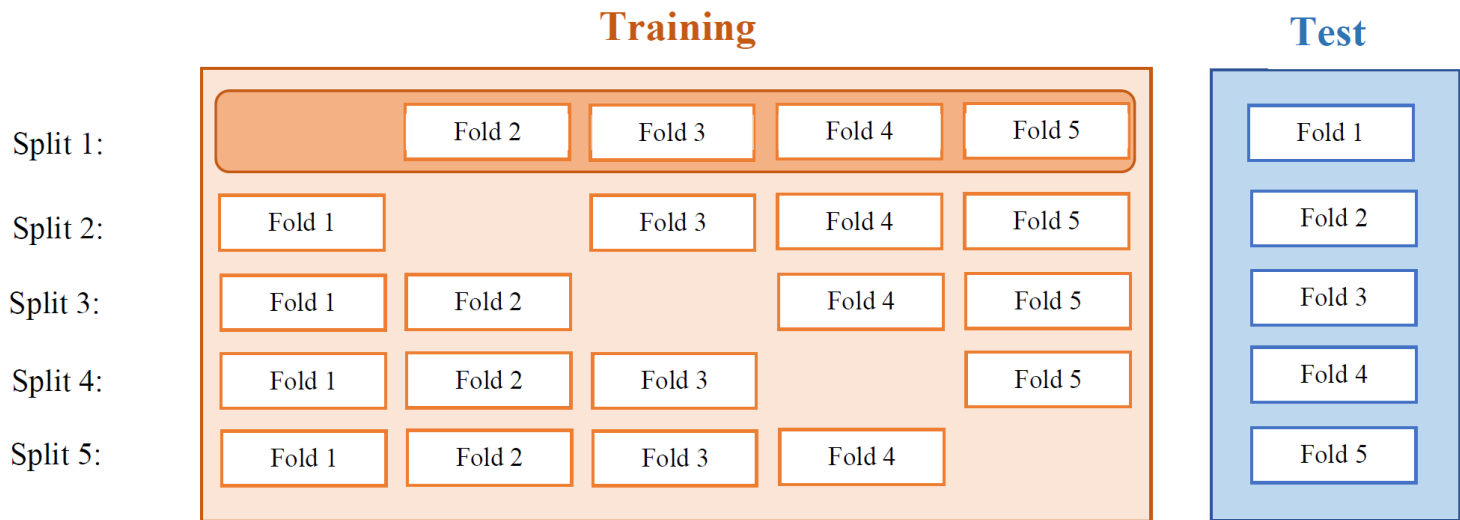 Training Test
Split 1: Fold 2 Fold 3 Fold 4 Fold 5 Fold 1
Split 2: Fold 1 Fold 3 Fold 4 Fold 5 Fold 2
Split 3: Fold 1 Fold 2 Fold 4 Fold 5 Fold 3
Split 4: Fold 1 Fold 2 Fold 3 Fold 5 Fold 4
Split 5: Fold 1 Fold 2 Fold 3 Fold 4 Fold 5